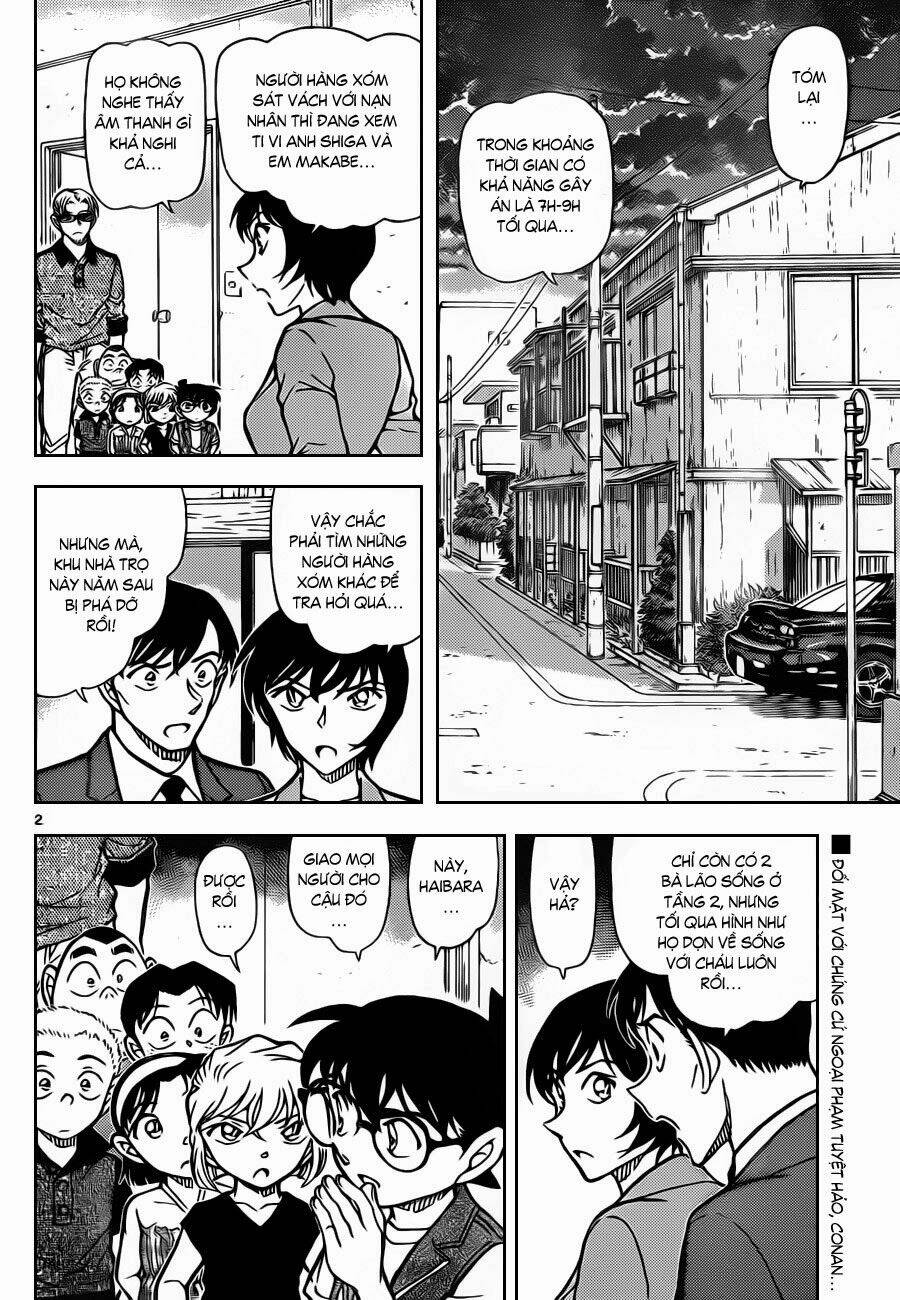 TÓM
LẠI
...
TRONG KHOẢNG
THỜI GIAN CÓ
KHẢ NĂNG GÂY
ÁN LÀ 7H-9H
TỐI QUA...
NGƯỜI HÀNG XÓM
SÁT VÁCH VỚI NẠN
NHÂN THÌ ĐANG XEM
TI VI ANH SHIGA VÀ
EM MAKABE...
HỌ KHÔNG
NGHE THẤY
ÂM THANH GÌ
KHẢ NGHI
CẢ...
VẬY CHẮC
PHẢI TÌM NHỮNG
NGƯỜI HÀNG
XÓM KHÁC ĐỂ
TRA HỎI QUÁ...
NHƯNG MÀ,
KHU NHÀ TRỌ
NÀY NĂM SAU
BỊ PHÁ DỠ
RỒI!
2
ĐỐI MẶT VỚI CHỨNG CỨ NGOẠI PHẠM TUYỆT HẢO, CONAN...
CHỈ CÒN CÓ 2
BÀ LÃO SỐNG Ở
TẦNG 2, NHƯNG
TỐI QUA HÌNH NHƯ
HỌ DỌN VỀ SỐNG
VỚI CHÁU LUÔN
RỒI...
VẬY
HẢ?
NÀY,
HAIBARA
...
GIAO MỌI
NGƯỜI CHO
CẬU ĐÓ
...
ĐƯỢC
RỒI
...